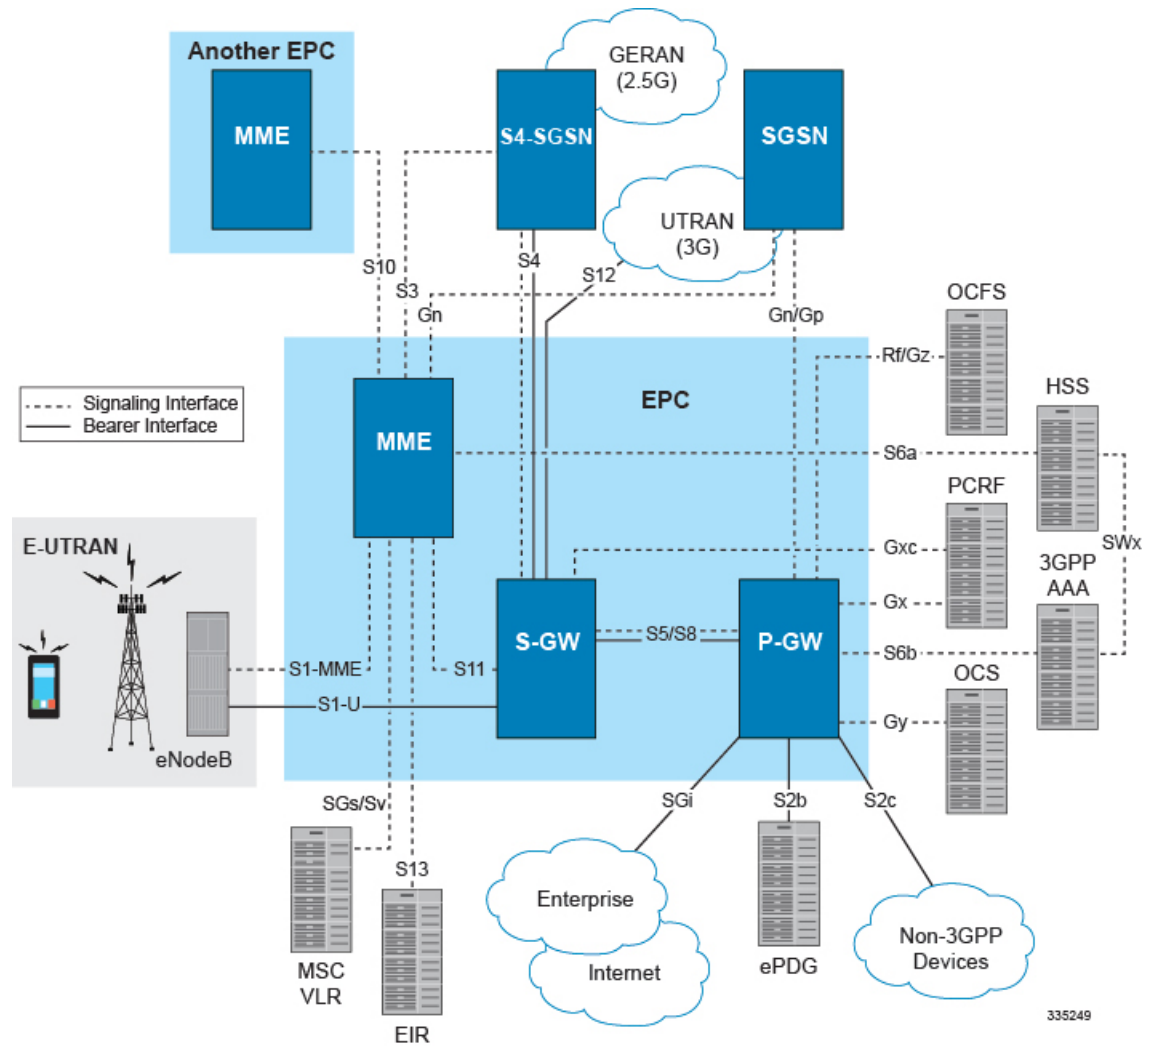 Another EPC
MME
S4-SGSN
GERAN
(2.5G)
SGSN
UTRAN
(3G)
S10
S3
Gn
S4
S12
Gn/Gp
OCFS
Rf/Gz
HSS
Signaling Interface
Bearer Interface
EPC
MME
S6a
PCRF
Gxc
SWx
3GPP
AAA
E-UTRAN
eNodeB
S1-MME
S1-U
S11
S-GW
S5/S8
P-GW
Gx
S6b
OCS
Gy
SGs/Sv
S13
SGi
S2b
S2c
MSC
VLR
EIR
Enterprise
Internet
ePDG
Non-3GPP
Devices
335249